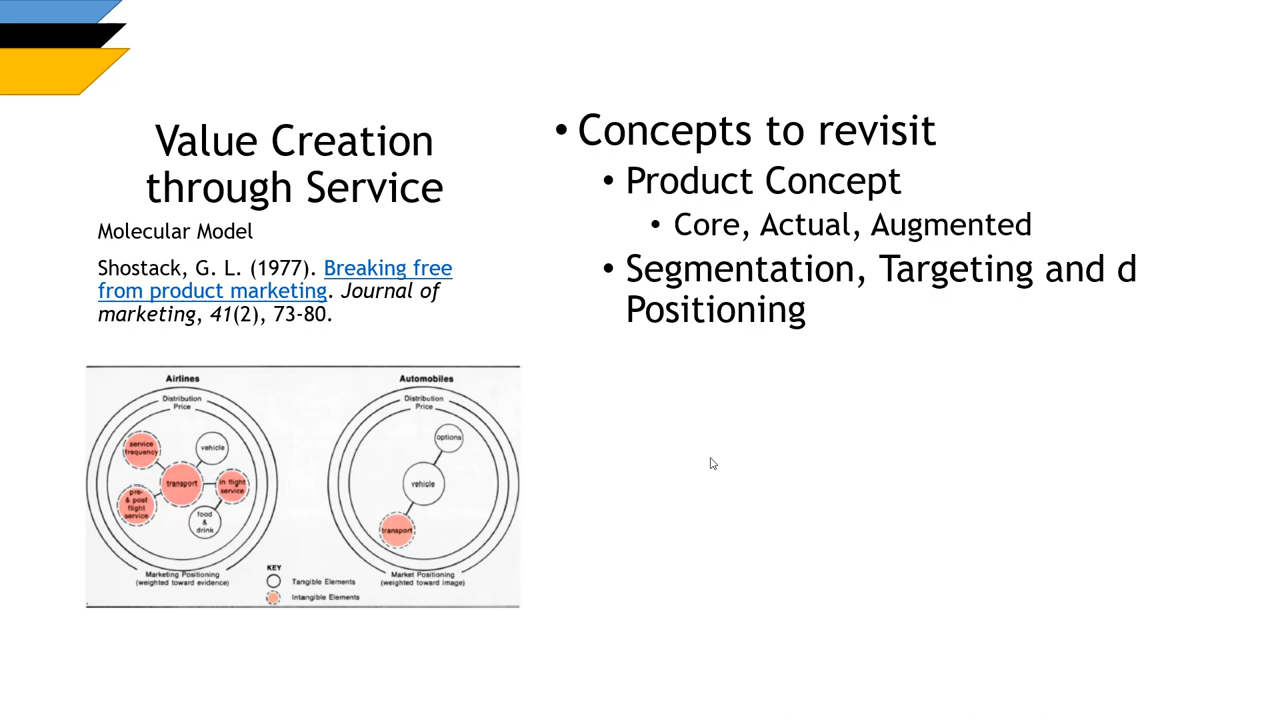 Value Creation
through Service
Molecular Model
Shostack, G. L. (1977). Breaking free
from product marketing. Journal of
marketing, 41(2), 73-80.
• Concepts to revisit
• Product Concept
• Core, Actual, Augmented
• Segmentation, Targeting and d
Positioning
Airlines
Distribution
Price
service
frequency
vehicle
transport
in flight
service
pre-
& post
flight
service
food
&
drink
Marketing Positioning
(weighted toward evidence)
Automobiles
Distribution
Price
options
vehicle
transport
Market Positioning
(weighted toward image)
KEY
Tangible Elements
Intangible Elements